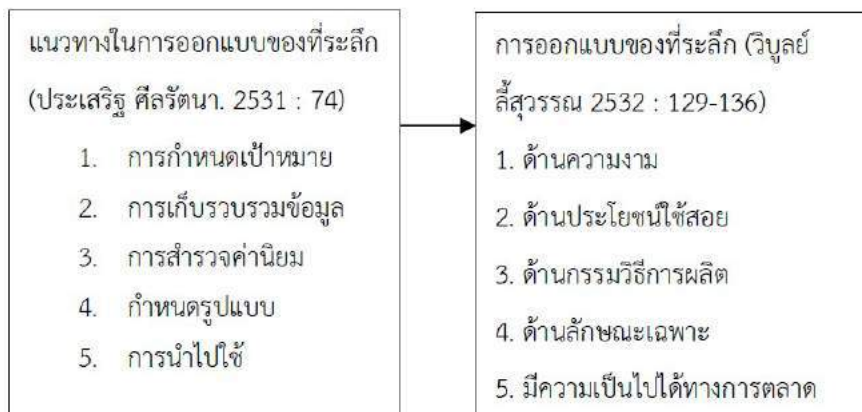 แนวทางในการออกแบบของที่ระลึก
(ประเสริฐ ศีลรัตนา. 2531 : 74)
1. การกำหนดเป้าหมาย
2. การเก็บรวบรวมข้อมูล
3. การสำรวจค่านิยม
4. กำหนดรูปแบบ
5. การนำไปใช้
การออกแบบของที่ระลึก (วิบูลย์
ลี้สุวรรณ 2532 : 129-136)
1. ด้านความงาม
2. ด้านประโยชน์ใช้สอย
3. ด้านกรรมวิธีการผลิต
4. ด้านลักษณะเฉพาะ
5. มีความเป็นไปได้ทางการตลาด